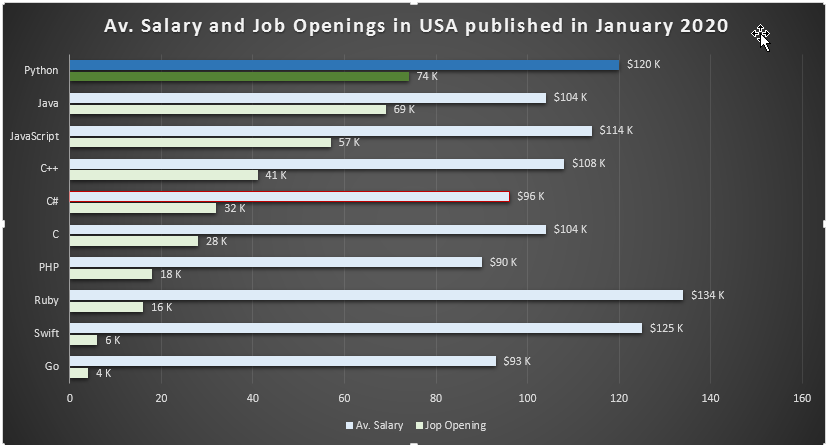 Av. Salary and Job Openings in USA published in January 2020
Python
$120 K
74 K
Java
$104 K
69 K
JavaScript
$114 K
57 K
C++
$108 K
41 K
C#
$96 K
32 K
C
$104 K
28 K
PHP
$90 K
18 K
Ruby
$134 K
16 K
Swift
$125 K
6 K
Go
$93 K
4 K
0 20 40 60 80 100 120 140 160
Av. Salary Jop Opening